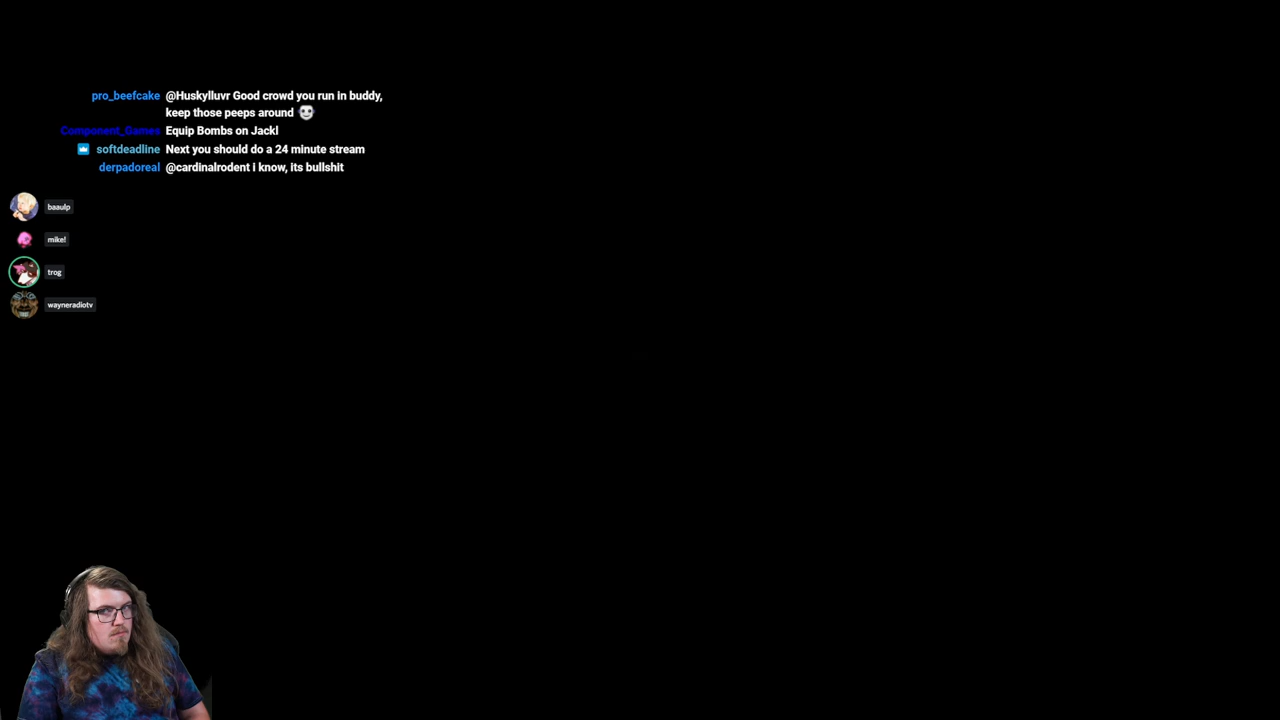 pro_beefcake @Huskylluvr Good crowd you run in buddy,
keep those peeps around
Component_Games Equip Bombs on Jackl
softdeadline Next you should do a 24 minute stream
derpadoreal @cardinalrodent i know, its bullshit
baaulp
mike!
trog
wayneradiotv